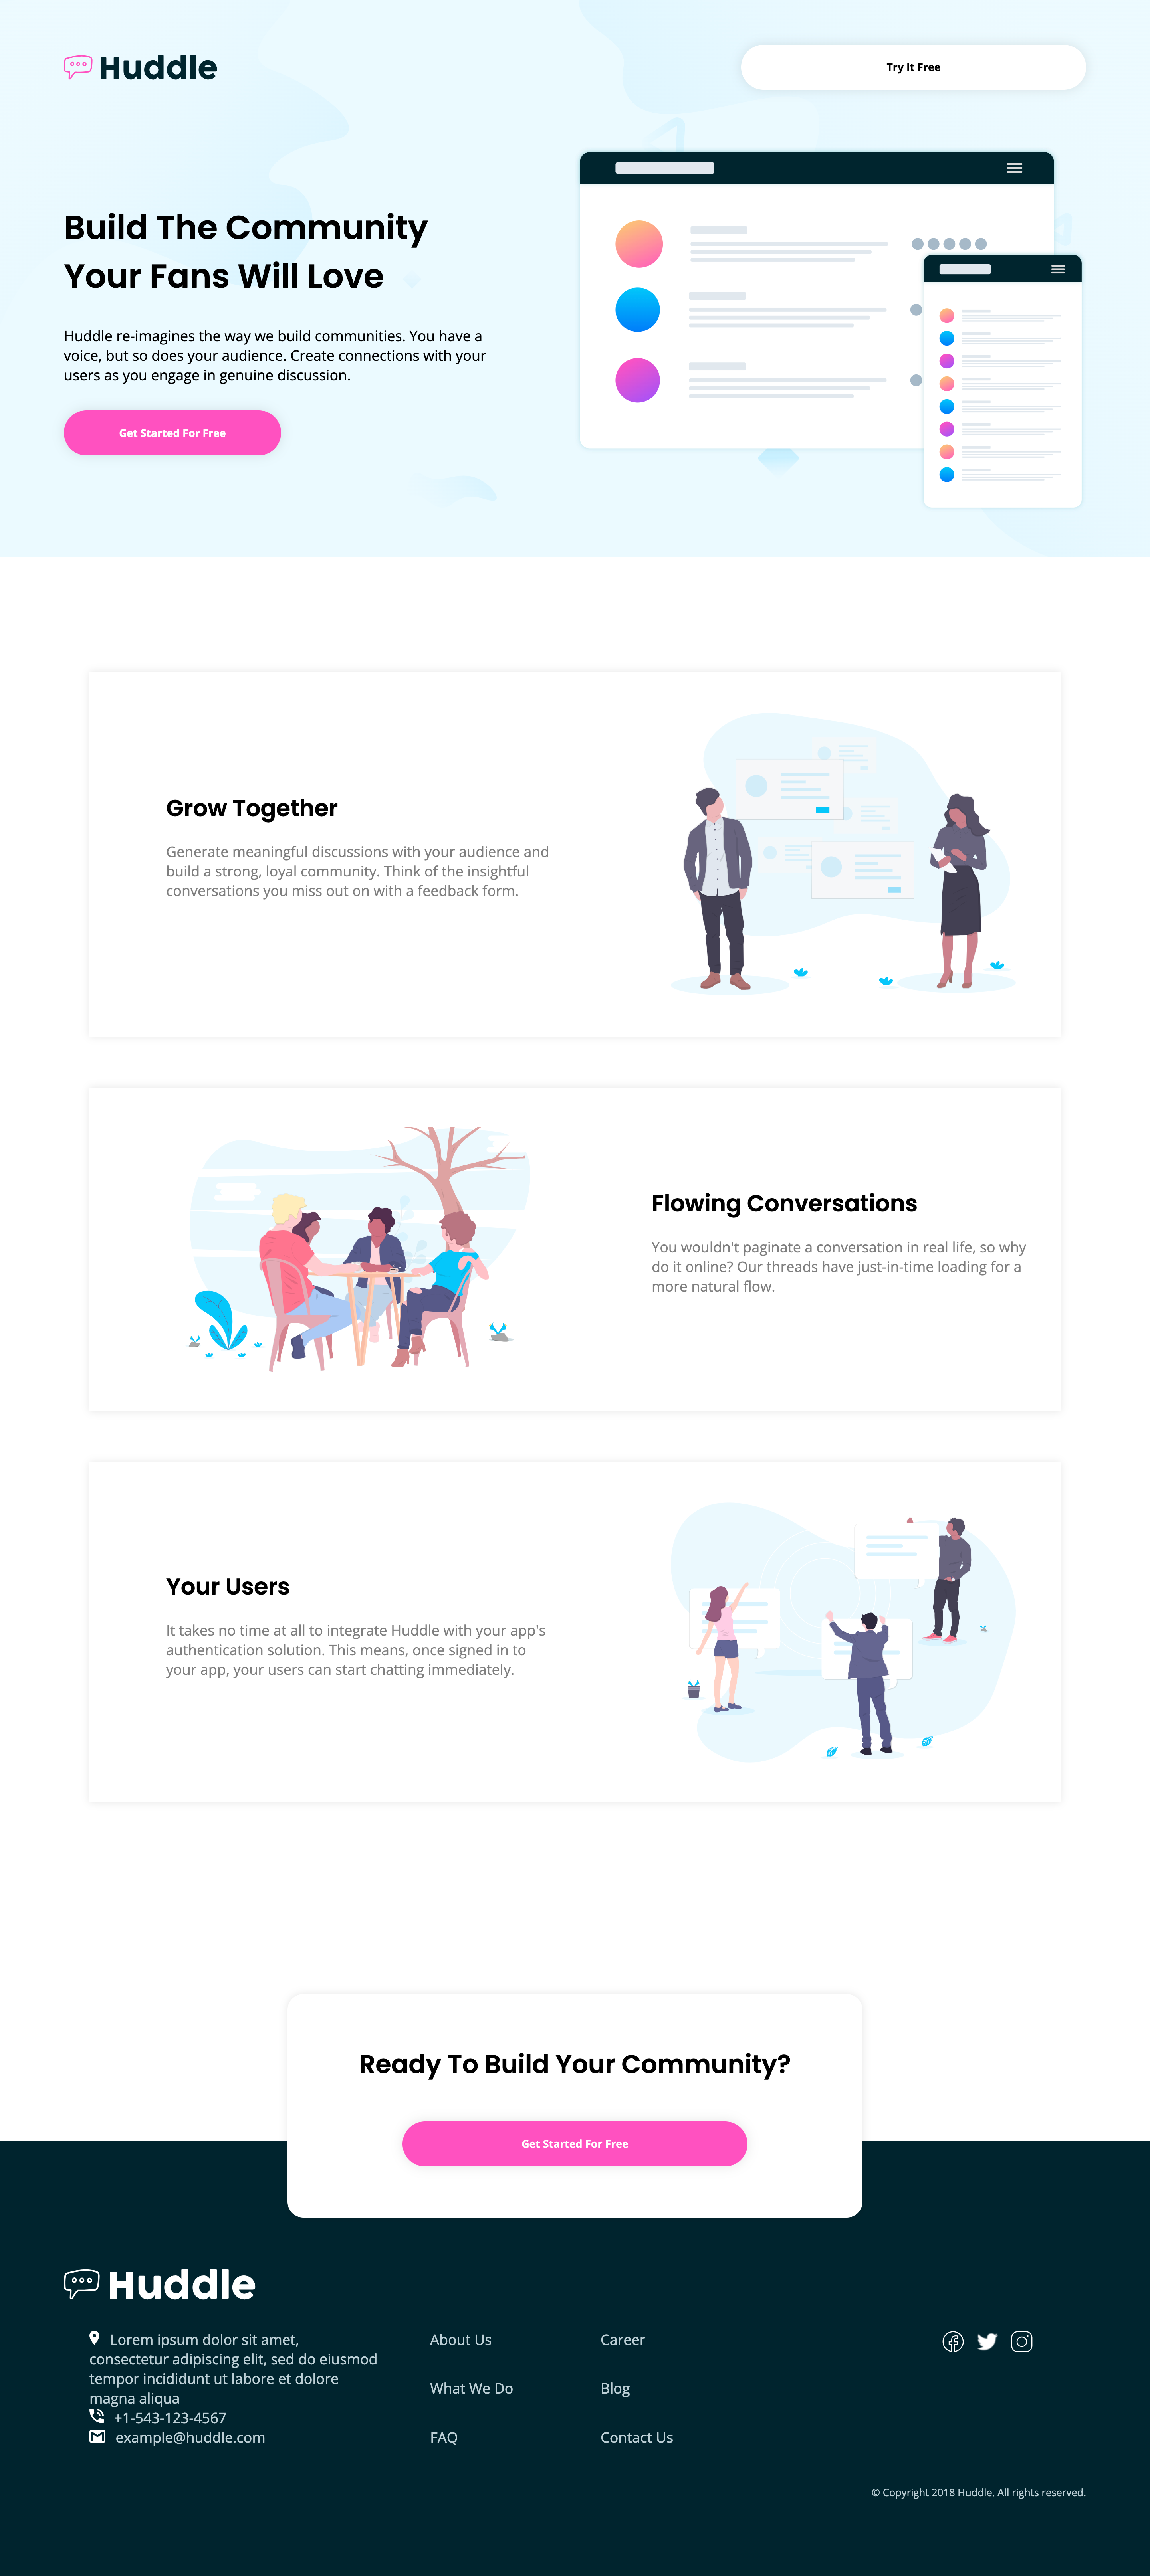 Huddle
Try It Free
Build The Community
Your Fans Will Love
Huddle re-imagines the way we build communities. You have a
voice, but so does your audience. Create connections with your
users as you engage in genuine discussion.
Get Started For Free
Grow Together
Generate meaningful discussions with your audience and
build a strong, loyal community. Think of the insightful
conversations you miss out on with a feedback form.
Flowing Conversations
You wouldn't paginate a conversation in real life, so why
do it online? Our threads have just-in-time loading for a
more natural flow.
Your Users
It takes no time at all to integrate Huddle with your app's
authentication solution. This means, once signed in to
your app, your users can start chatting immediately.
Ready To Build Your Community?
Get Started For Free
Huddle
Lorem ipsum dolor sit amet,
consectetur adipiscing elit, sed do eiusmod
tempor incididunt ut labore et dolore
magna aliqua
+1-543-123-4567
example@huddle.com
About Us
What We Do
FAQ
Career
Blog
Contact Us
© Copyright 2018 Huddle. All rights reserved.